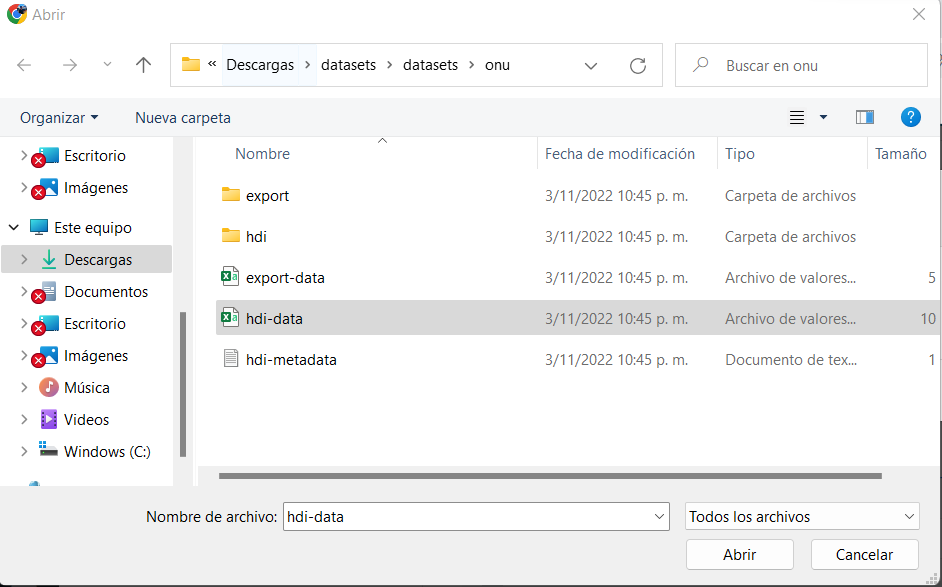 Abrir
« Descargas > datasets > datasets > onu
Buscar en onu
Organizar
Nueva carpeta
?
Escritorio
Imágenes
Este equipo
Descargas
Documentos
Escritorio
Imágenes
Música
Videos
Windows (C:)
Nombre Fecha de modificación Tipo Tamaño
export 3/11/2022 10:45 p. m. Carpeta de archivos
hdi 3/11/2022 10:45 p. m. Carpeta de archivos
export-data 3/11/2022 10:45 p. m. Archivo de valores... 5
hdi-data 3/11/2022 10:45 p. m. Archivo de valores... 10
hdi-metadata 3/11/2022 10:45 p. m. Documento de tex... 1
Nombre de archivo: hdi-data
Todos los archivos
Abrir
Cancelar